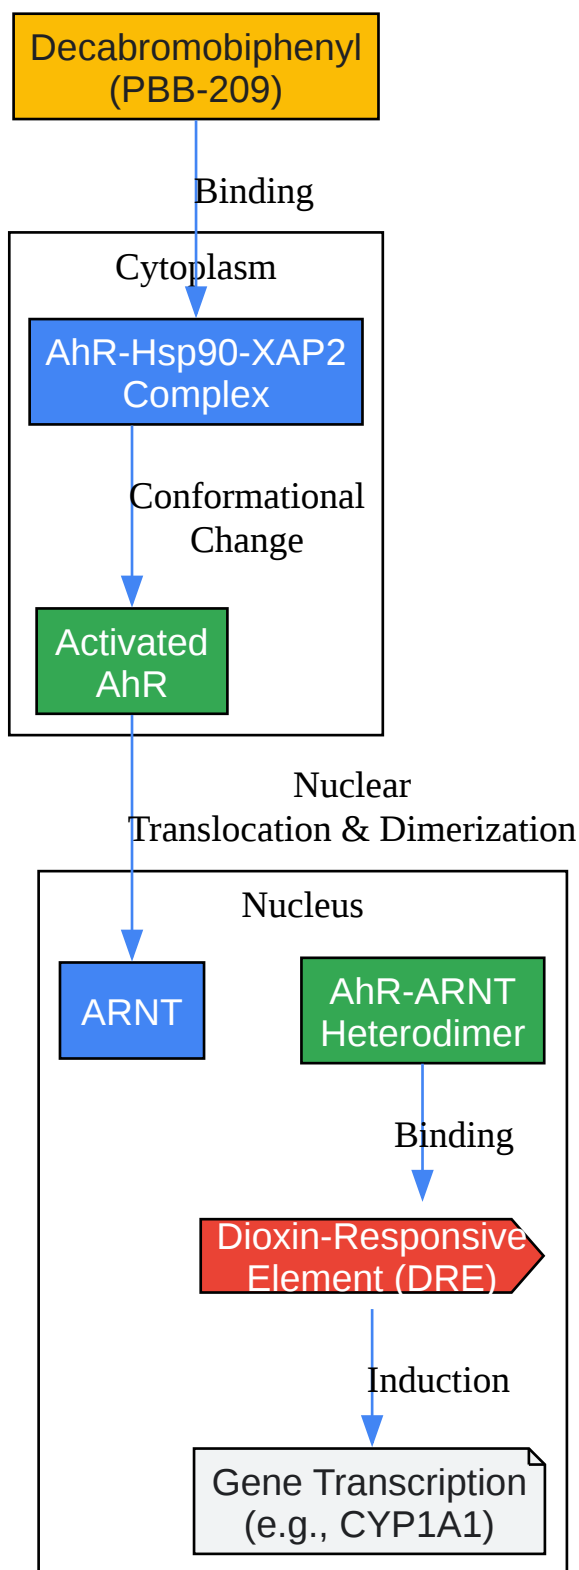 Decabromobiphenyl
(PBB-209)
Binding
Cytoplasm
AhR-Hsp90-XAP2
Complex
Conformational
Change
Activated
AhR
Nuclear
Translocation & Dimerization
Nucleus
ARNT
AhR-ARNT
Heterodimer
Binding
Dioxin-Responsive
Element (DRE)
Induction
Gene Transcription
(e.g., CYP1A1)